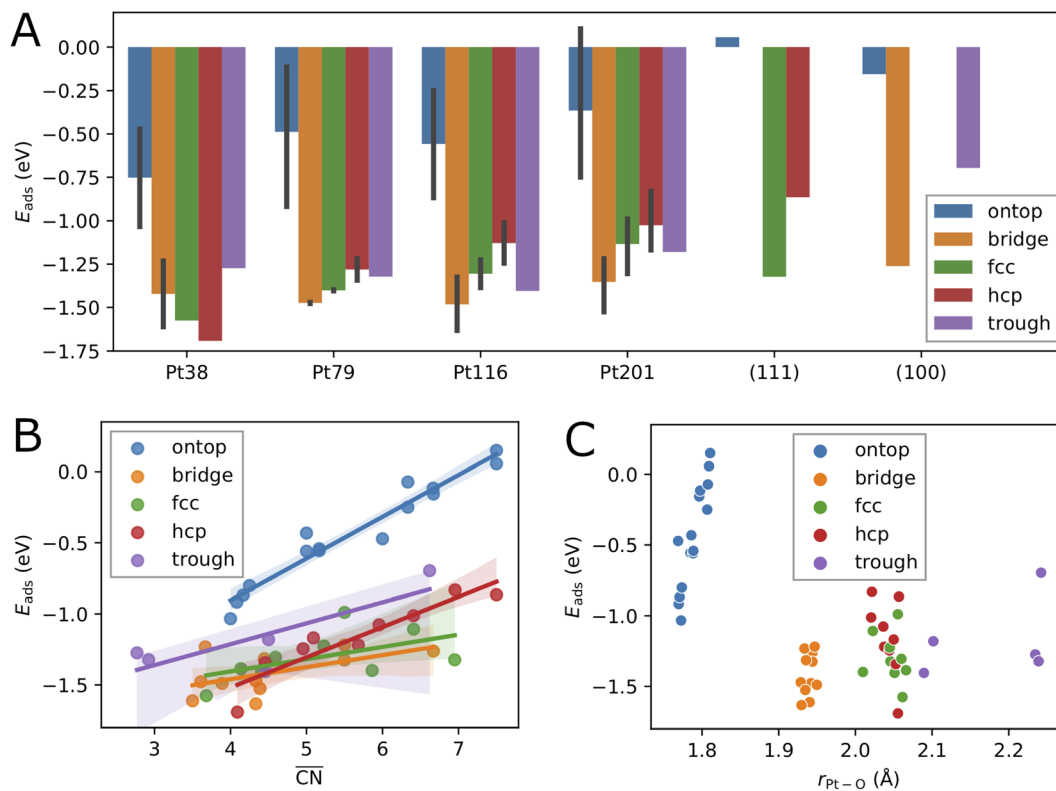 A
0.00
−0.25
−0.50
−0.75
−1.00
−1.25
−1.50
−1.75
E_ads (eV)
Pt38 Pt79 Pt116 Pt201 (111) (100)
ontop
bridge
fcc
hcp
trough
B
0.0
−0.5
−1.0
−1.5
E_ads (eV)
ontop
bridge
fcc
hcp
trough
3 4 5 6 7
C̅N̅
C
0.0
−0.5
−1.0
−1.5
E_ads (eV)
ontop
bridge
fcc
hcp
trough
1.8 1.9 2.0 2.1 2.2
r_Pt−O (Å)